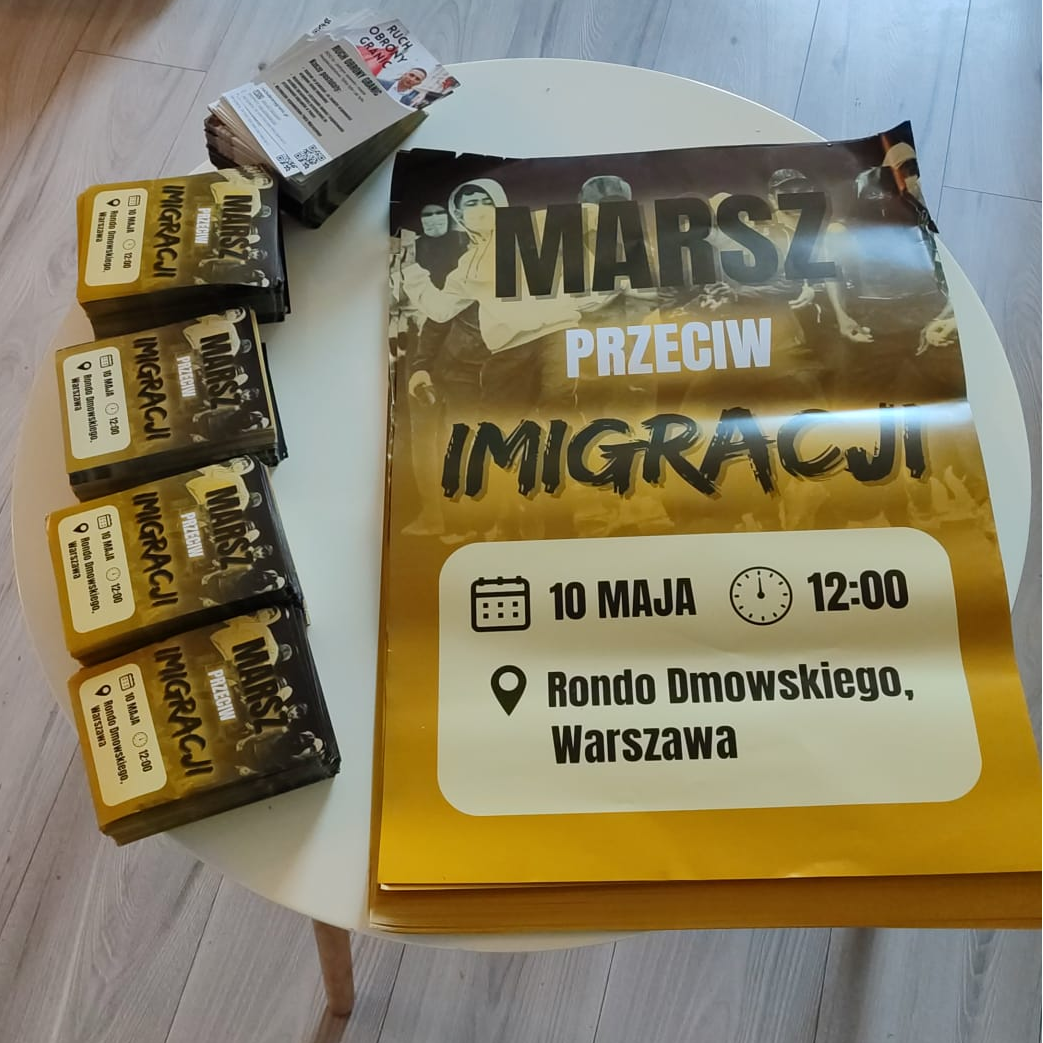 RUCH
OBRONY
GRANIC
RUCH OBRONY GRANIC
MARSZ
PRZECIW
IMIGRACJI
10 MAJA 12:00
Rondo Dmowskiego,
Warszawa
MARSZ
PRZECIW
IMIGRACJI
10 MAJA 12:00
Rondo Dmowskiego,
Warszawa
MARSZ
PRZECIW
IMIGRACJI
10 MAJA 12:00
Rondo Dmowskiego,
Warszawa
MARSZ
PRZECIW
IMIGRACJI
10 MAJA 12:00
Rondo Dmowskiego,
Warszawa
MARSZ
PRZECIW
IMIGRACJI
10 MAJA 12:00
Rondo Dmowskiego,
Warszawa